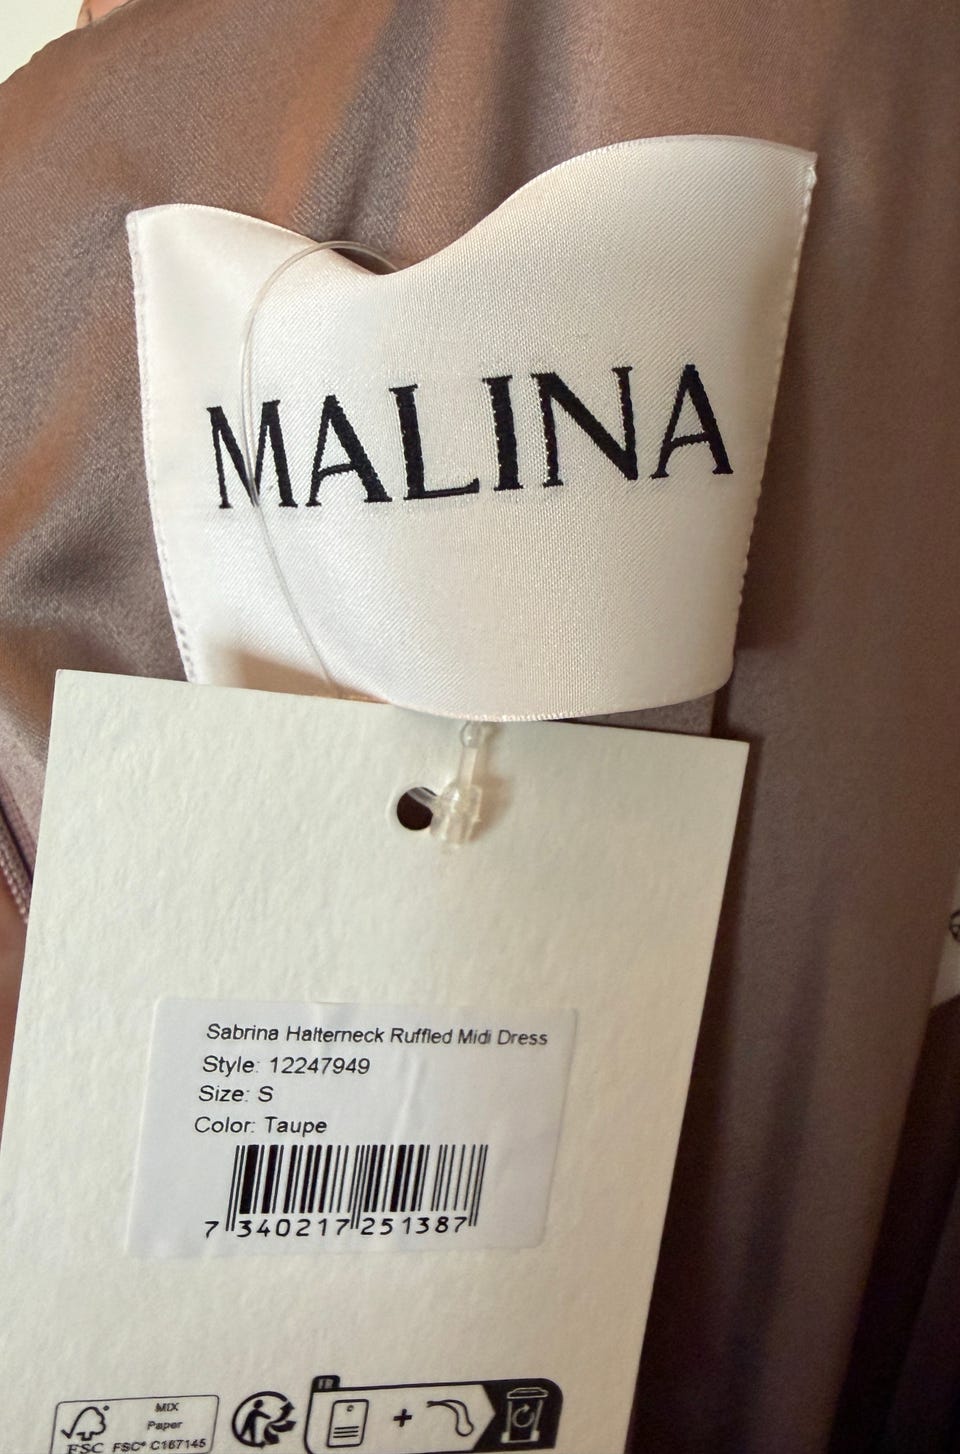 MALINA
Sabrina Halterneck Ruffled Midi Dress
Style: 12247949
Size: S
Color: Taupe
7 340217 251387
FR
MIX
Paper
FSC FSC® C167145
+